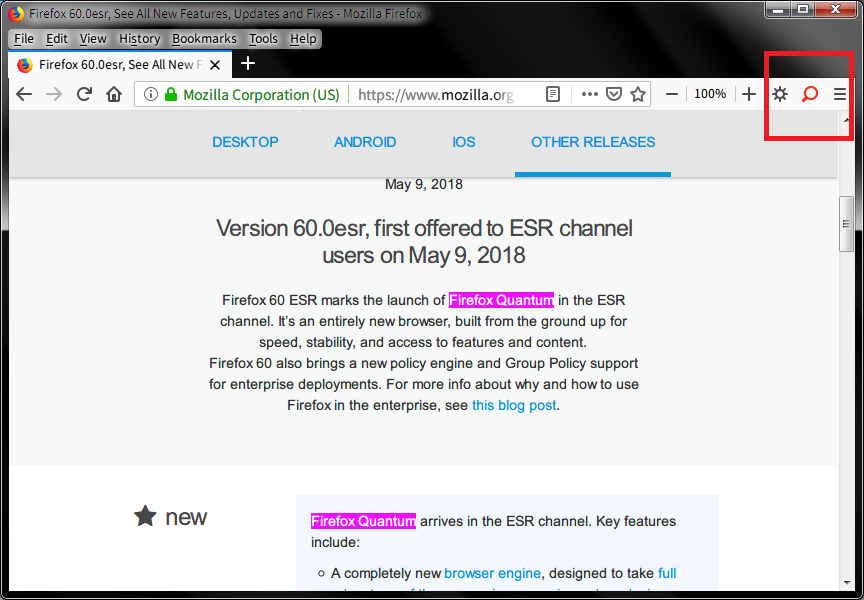 Firefox 60.0esr, See All New Features, Updates and Fixes - Mozilla Firefox
File Edit View History Bookmarks Tools Help
Firefox 60.0esr, See All New F
Mozilla Corporation (US) https://www.mozilla.org 100%
DESKTOP ANDROID IOS OTHER RELEASES
May 9, 2018
Version 60.0esr, first offered to ESR channel
users on May 9, 2018
Firefox 60 ESR marks the launch of Firefox Quantum in the ESR
channel. It’s an entirely new browser, built from the ground up for
speed, stability, and access to features and content.
Firefox 60 also brings a new policy engine and Group Policy support
for enterprise deployments. For more info about why and how to use
Firefox in the enterprise, see this blog post.
new
Firefox Quantum arrives in the ESR channel. Key features
include:
A completely new browser engine, designed to take full